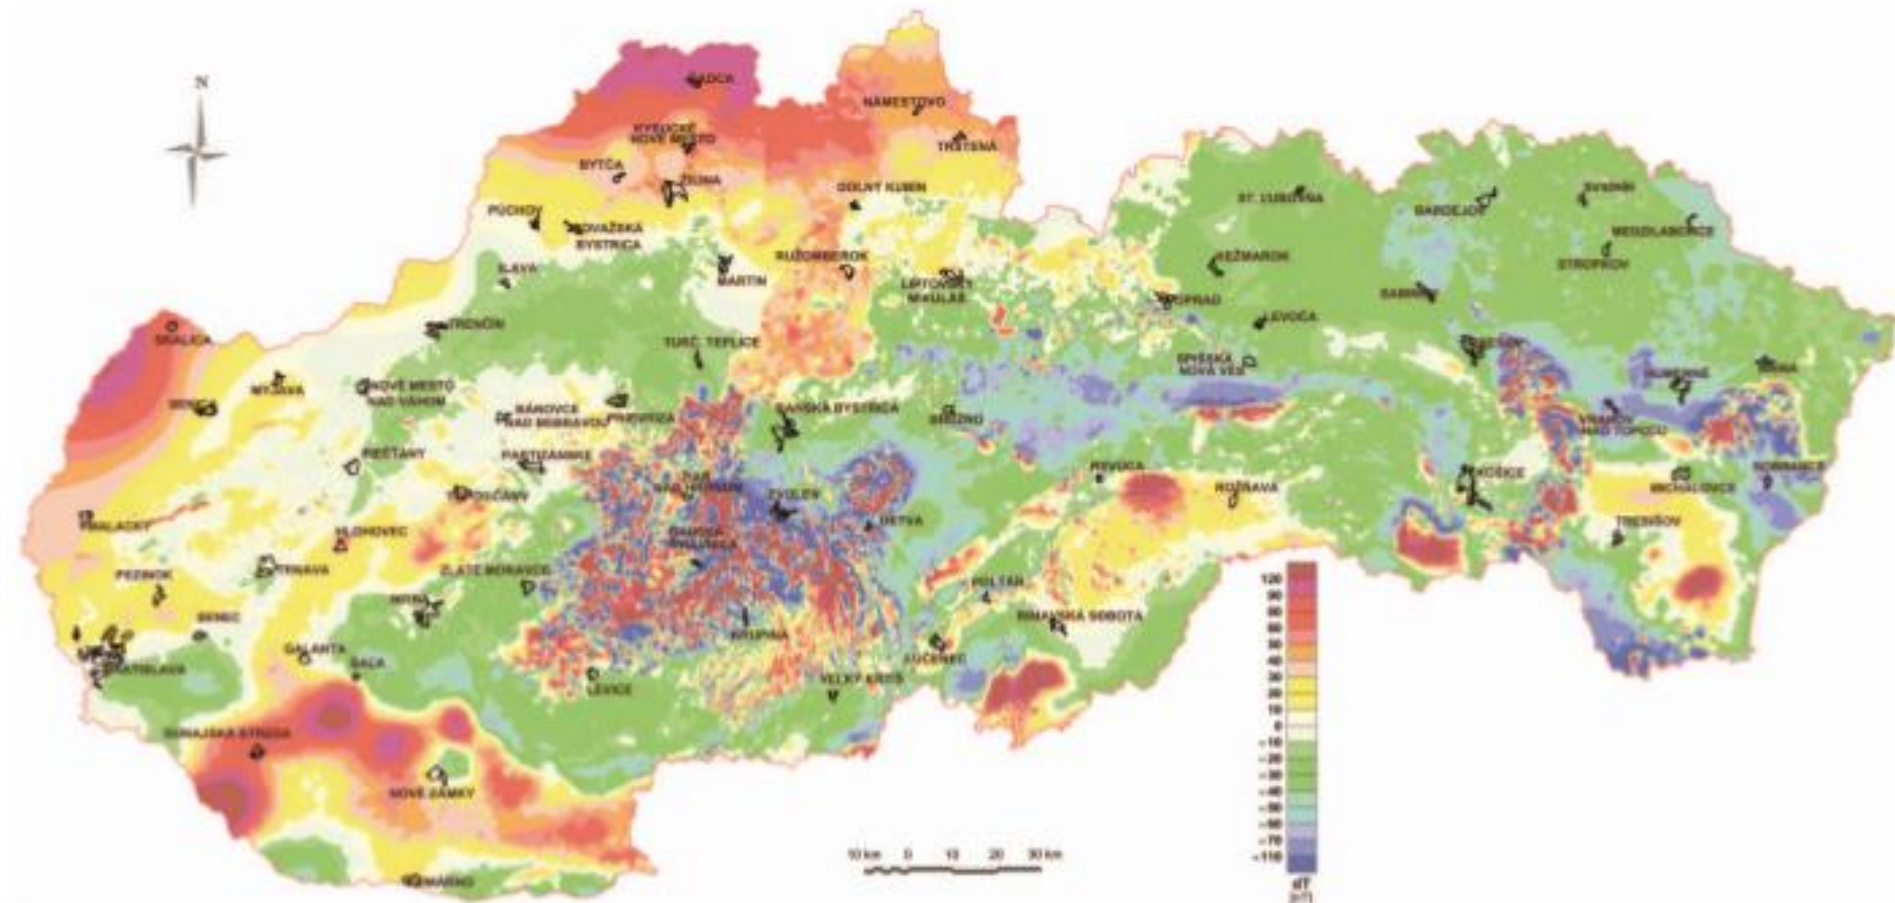 N
ČADCA
NÁMESTOVO
KYSUCKÉ
NOVÉ MESTO
TRSTENÁ
BYTČA
ŽILINA
DOLNÝ KUBÍN
ST. ĽUBOVŇA
SVIDNÍK
BARDEJOV
PÚCHOV
POVAŽSKÁ
BYSTRICA
MEDZILABORCE
STROPKOV
RUŽOMBEROK
KEŽMAROK
ILAVA
MARTIN
LIPTOVSKÝ
MIKULÁŠ
SABINOV
POPRAD
LEVOČA
TRENČÍN
SKALICA
TURČ. TEPLICE
PREŠOV
SPIŠSKÁ
NOVÁ VES
SNINA
HUMENNÉ
MYJAVA
NOVÉ MESTO
NAD VÁHOM
SENICA
BÁNOVCE
NAD BEBRAVOU
PRIEVIDZA
BANSKÁ BYSTRICA
BREZNO
VRANOV
NAD TOPĽOU
PIEŠŤANY
PARTIZÁNSKE
REVÚCA
KOŠICE
SOBRANCE
MICHALOVCE
ROŽŇAVA
TOPOĽČANY
ZVOLEN
DETVA
MALACKY
HLOHOVEC
TREBIŠOV
BANSKÁ
ŠTIAVNICA
PEZINOK
TRNAVA
ZLATÉ MORAVCE
POLTÁR
NITRA
RIMAVSKÁ SOBOTA
SENEC
KRUPINA
GALANTA
ŠAĽA
LUČENEC
BRATISLAVA
LEVICE
VEĽKÝ KRTÍŠ
DUNAJSKÁ STREDA
NOVÉ ZÁMKY
KOMÁRNO
10 km 0 10 20 30 km
120
90
80
60
50
40
30
20
10
0
-10
-30
-40
-50
-60
-70
-110
dT
[nT]